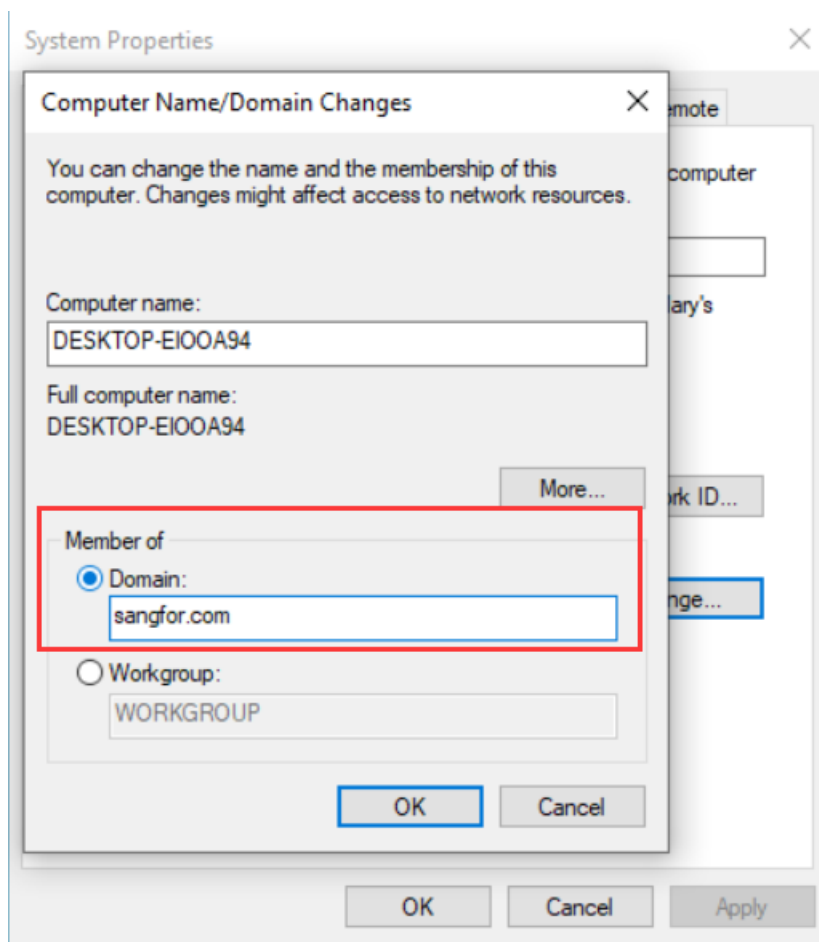 System Properties
Computer Name/Domain Changes
emote
You can change the name and the membership of this
computer. Changes might affect access to network resources.
computer
Computer name:
lary's
DESKTOP-EIOOA94
Full computer name:
DESKTOP-EIOOA94
More...
ork ID...
Member of
Domain:
nge...
sangfor.com
Workgroup:
WORKGROUP
OK
Cancel
OK
Cancel
Apply